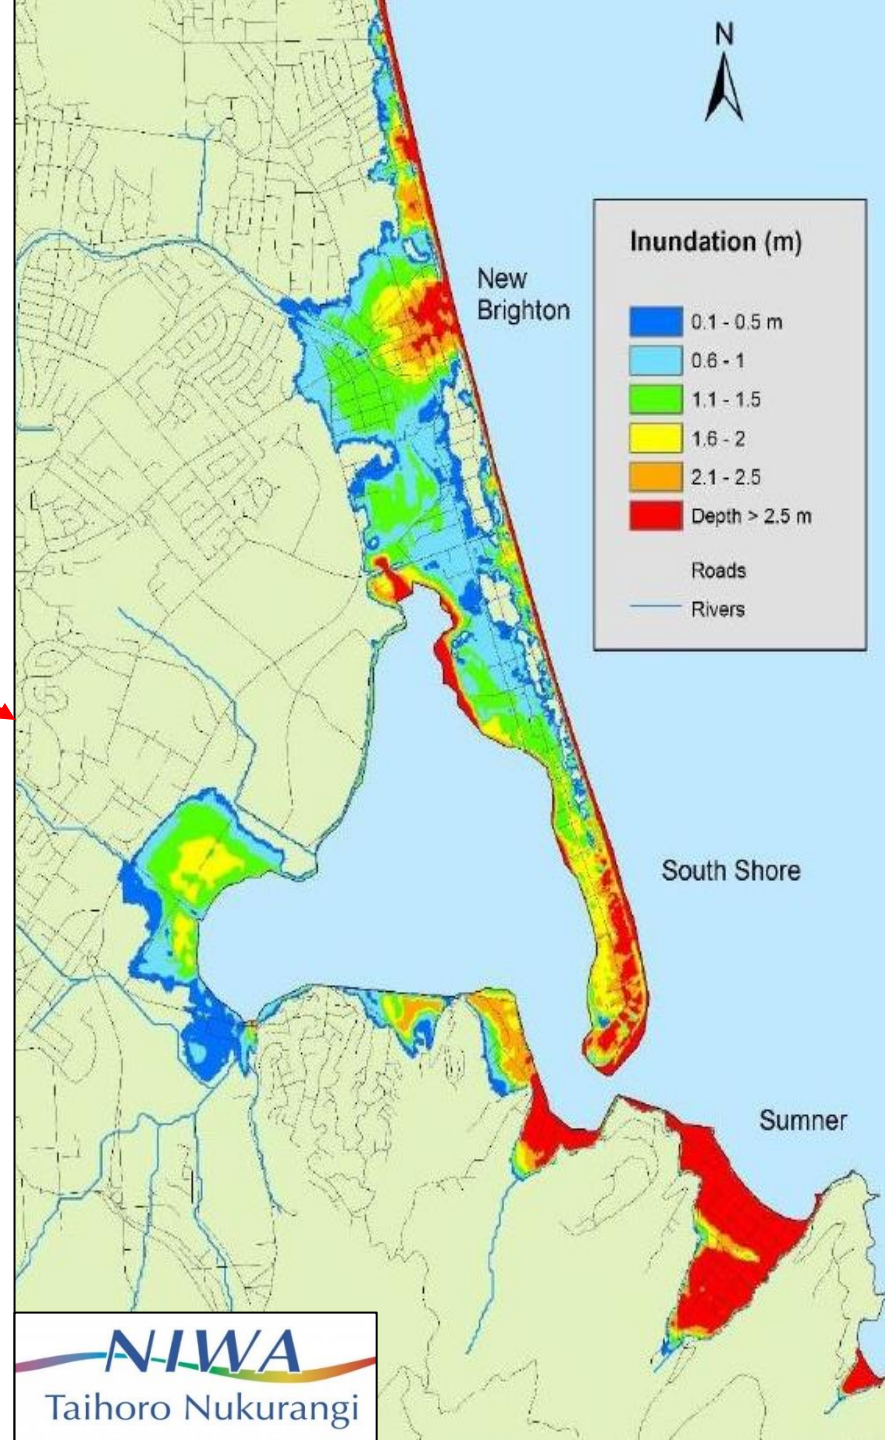 N
Inundation (m)
0.1 - 0.5 m
0.6 - 1
1.1 - 1.5
1.6 - 2
2.1 - 2.5
Depth > 2.5 m
Roads
Rivers
New
Brighton
South Shore
Sumner
NIWA
Taihoro Nukurangi